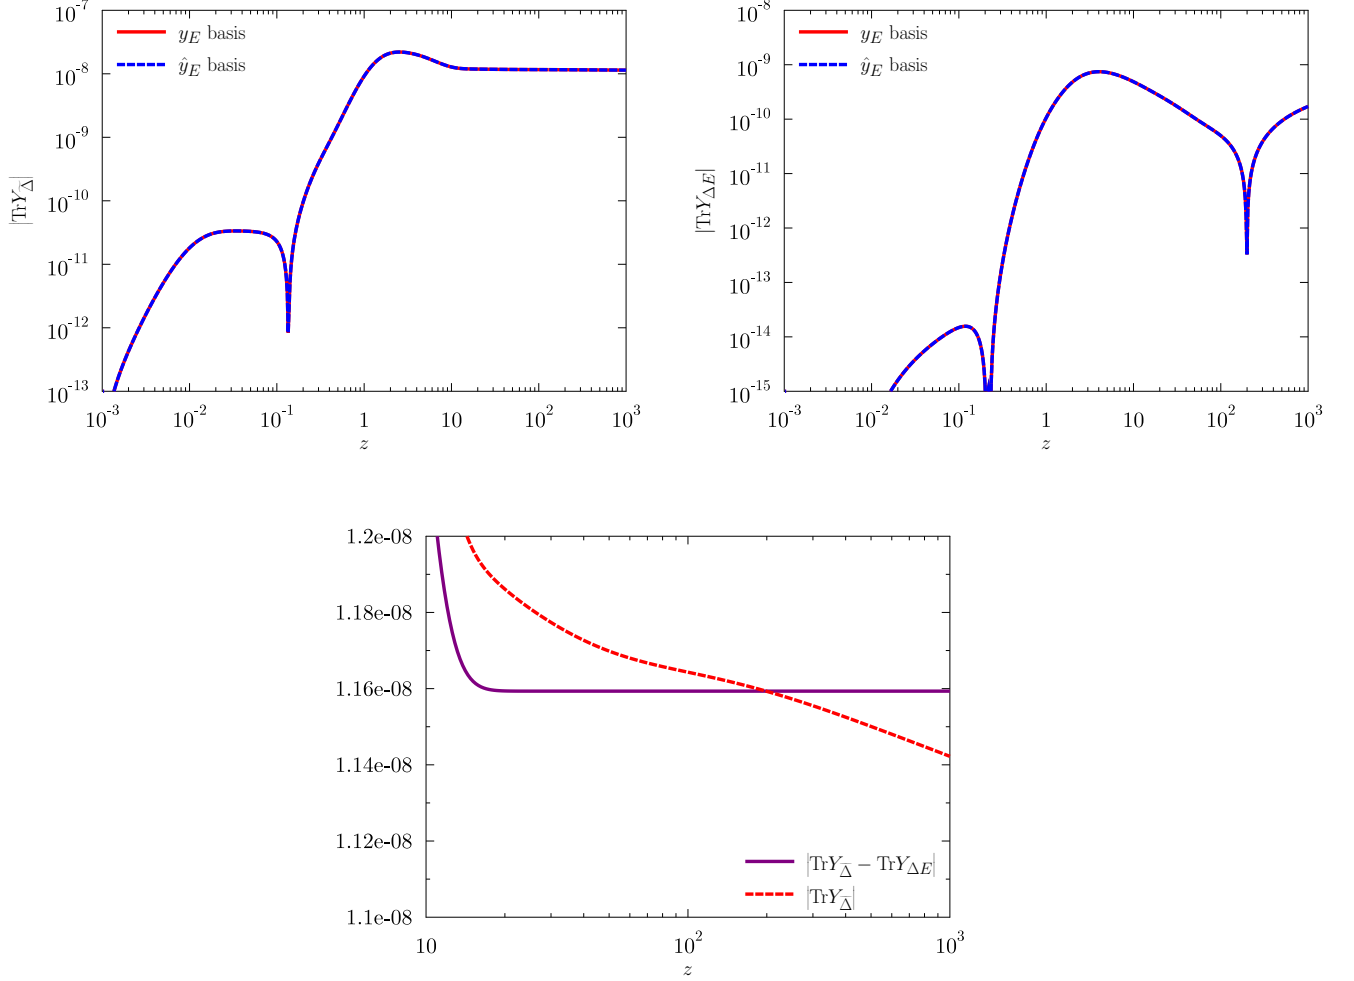 10^-7
10^-8
10^-9
10^-10
10^-11
10^-12
10^-13
|TrY_Δ̅|
y_E basis
ŷ_E basis
10^-3 10^-2 10^-1 1 10 10^2 10^3
z
10^-8
10^-9
10^-10
10^-11
10^-12
10^-13
10^-14
10^-15
|TrY_ΔE|
y_E basis
ŷ_E basis
10^-3 10^-2 10^-1 1 10 10^2 10^3
z
1.2e-08
1.18e-08
1.16e-08
1.14e-08
1.12e-08
1.1e-08
|TrY_Δ̅ − TrY_ΔE|
|TrY_Δ̅|
10 10^2 10^3
z